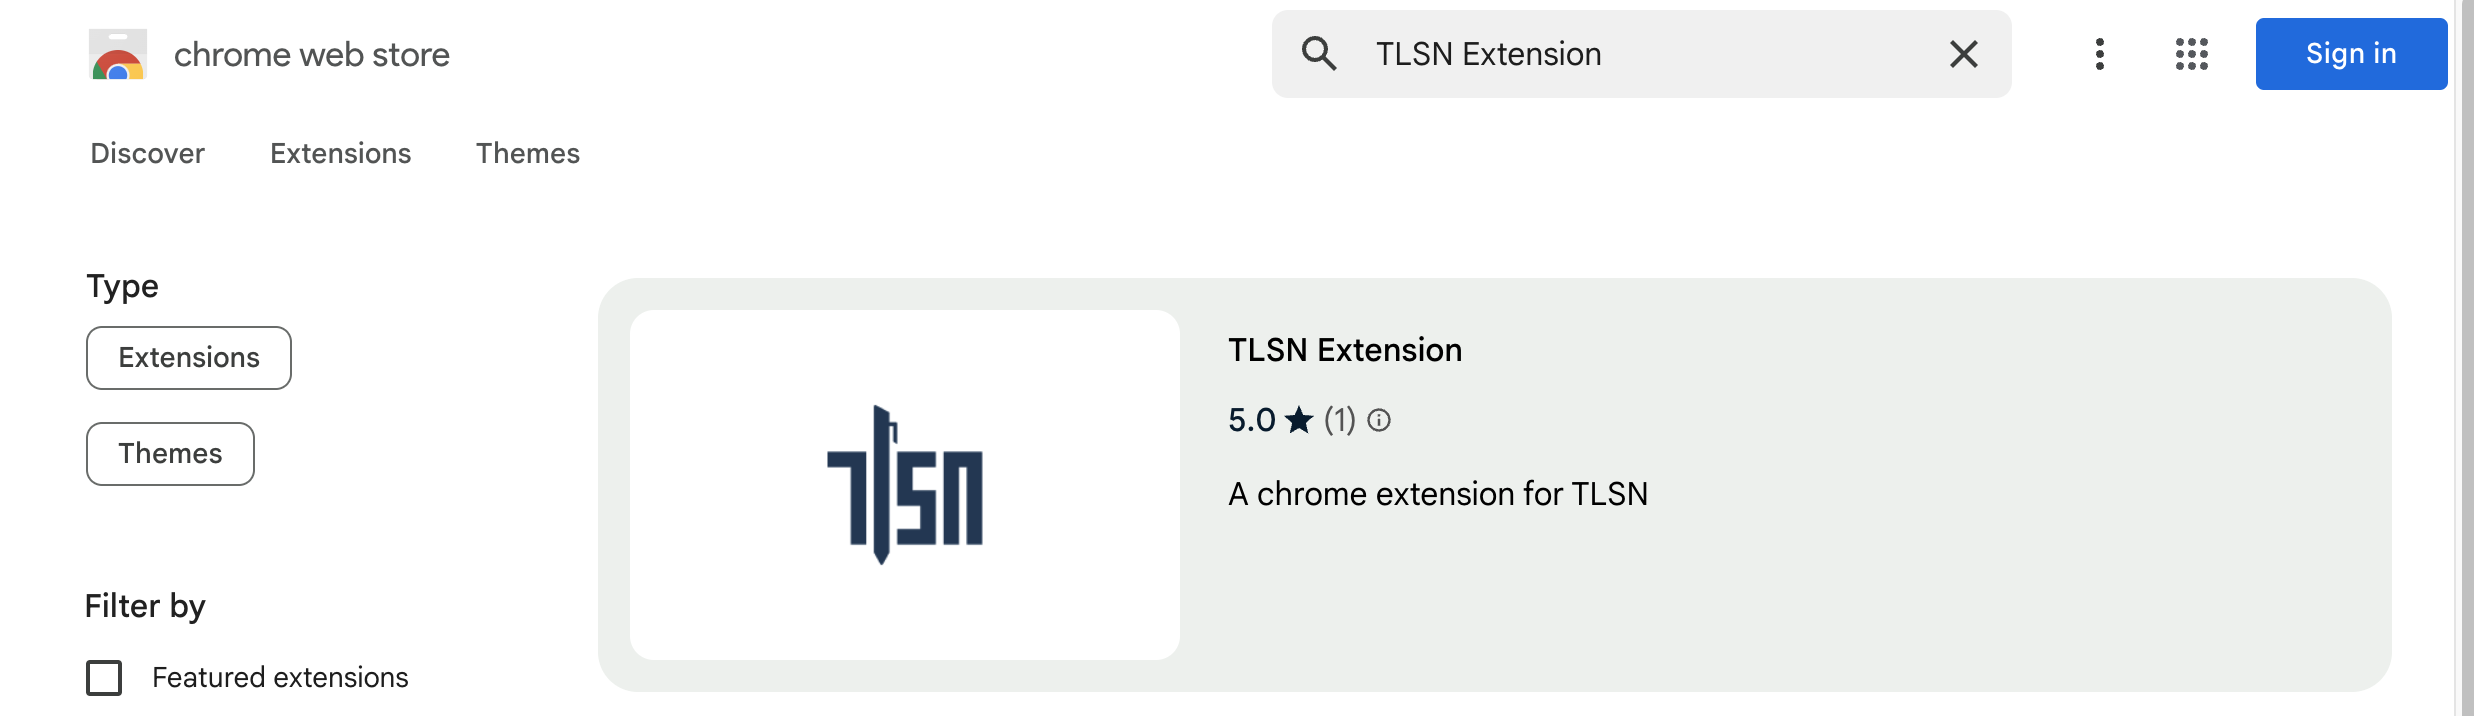 chrome web store
TLSN Extension
Sign in
Discover
Extensions
Themes
Type
Extensions
Themes
Filter by
Featured extensions
TLSN
TLSN Extension
5.0 ★ (1)
A chrome extension for TLSN